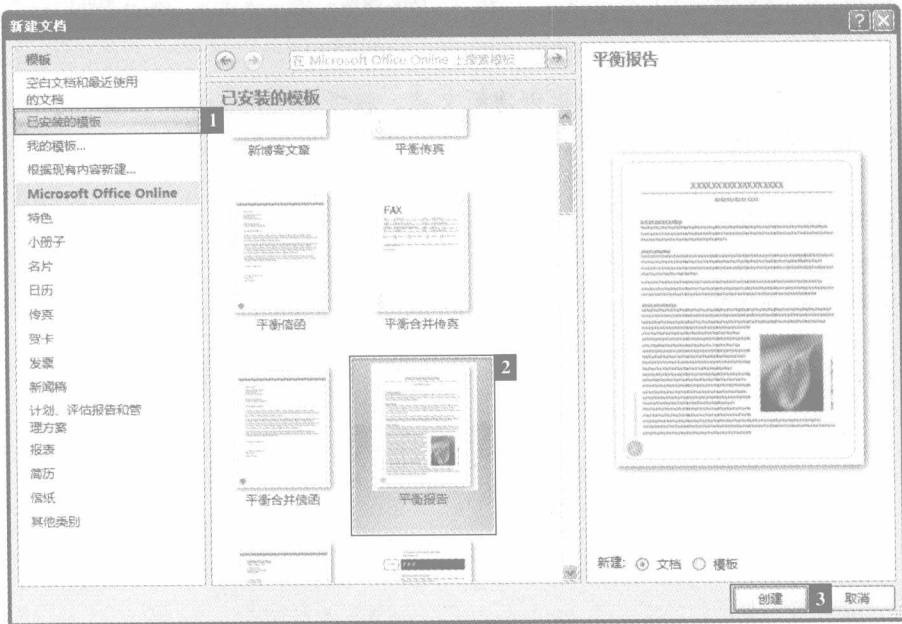 新建文档
模板
空白文档和最近使用
的文档
已安装的模板
我的模板...
根据现有内容新建...
Microsoft Office Online
特色
小册子
名片
日历
传真
贺卡
发票
新闻稿
计划、评估报告和管
理方案
报表
简历
信纸
其他类别
在 Microsoft Office Online 上搜索模板
已安装的模板
1
新博客文章
平衡传真
FAX
平衡信函
平衡合并传真
2
平衡合并信函
平衡报告
FAX
平衡报告
新建: 文档 模板
创建
3
取消